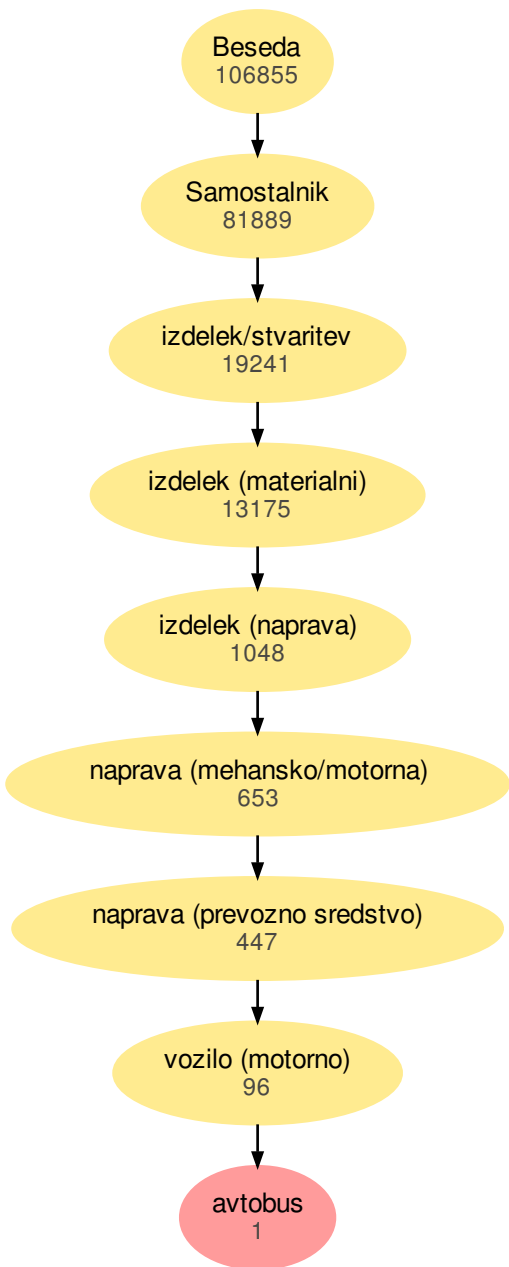 Beseda
106855
Samostalnik
81889
izdelek/stvaritev
19241
izdelek (materialni)
13175
izdelek (naprava)
1048
naprava (mehansko/motorna)
653
naprava (prevozno sredstvo)
447
vozilo (motorno)
96
avtobus
1